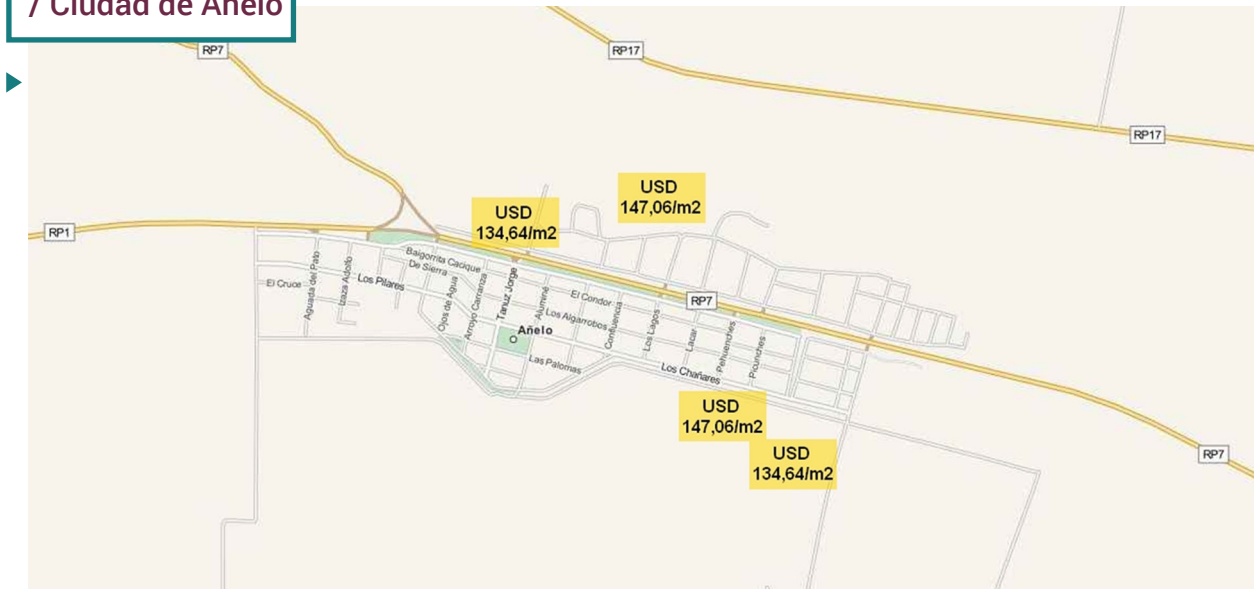 / Ciudad de Añelo
RP7
RP17
RP17
USD
147,06/m2
USD
134,64/m2
RP1
Baigorrita Cacique
De Sierra
Aguada del Pato
Ibaza Adolfo
Los Pilares
El Cruce
Ojos de Agua
Arroyo Carranza
Tanuz Jorge
Aluminé
El Condor
Los Algarrobos
Confluencia
RP7
Añelo
Los Lagos
Lacar
Pehuenches
Picunches
Las Palomas
Los Chañares
USD
147,06/m2
USD
134,64/m2
RP7